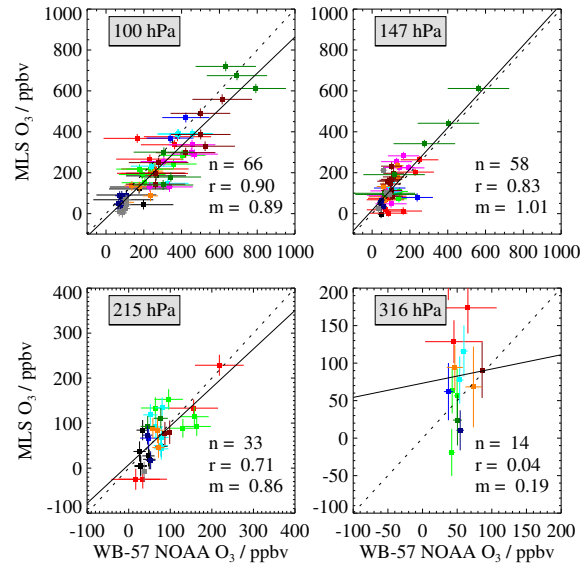 100 hPa
1000
800
600
400
200
0
MLS O₃ / ppbv
n = 66
r = 0.90
m = 0.89
0 200 400 600 800 1000
147 hPa
1000
800
600
400
200
0
n = 58
r = 0.83
m = 1.01
0 200 400 600 800 1000
215 hPa
400
300
200
100
0
-100
MLS O₃ / ppbv
n = 33
r = 0.71
m = 0.86
-100 0 100 200 300 400
WB-57 NOAA O₃ / ppbv
316 hPa
200
150
100
50
0
-50
-100
n = 14
r = 0.04
m = 0.19
-100 -50 0 50 100 150 200
WB-57 NOAA O₃ / ppbv